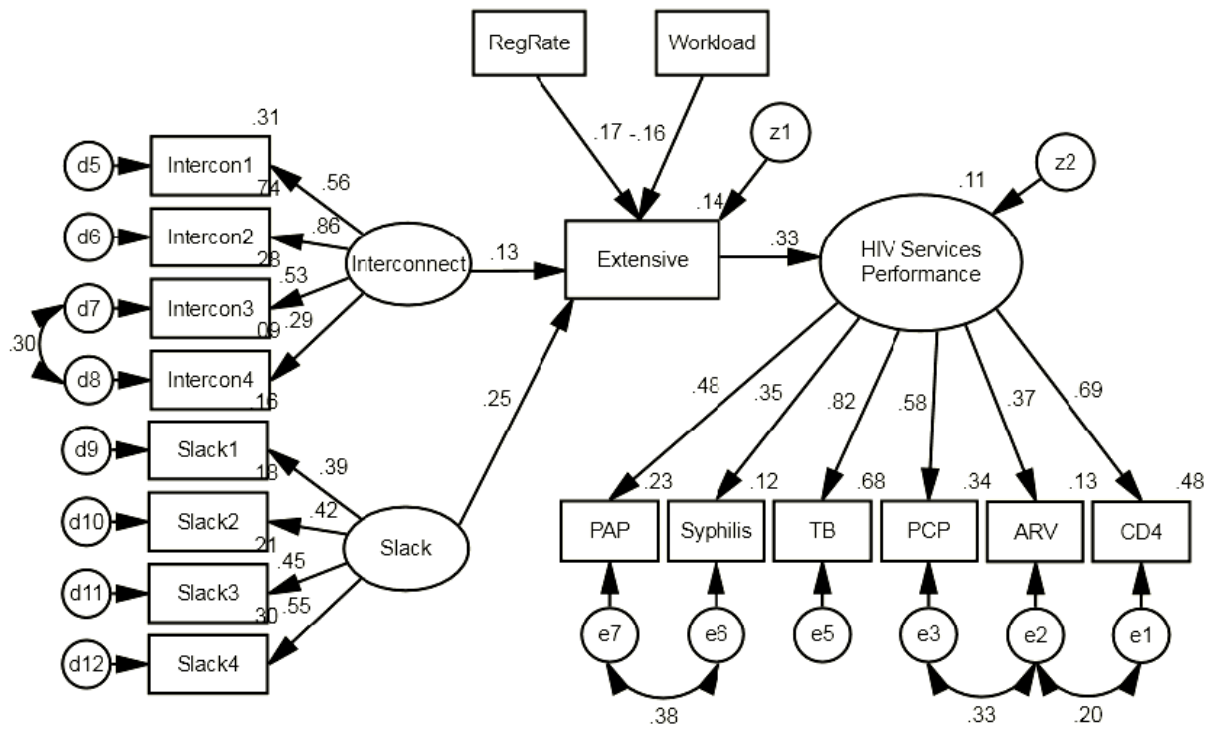 RegRate
Workload
.17
-.16
z1
.14
z2
.11
.31
d5
Intercon1
.56
.74
d6
Intercon2
.86
.28
Interconnect
.13
Extensive
.33
HIV Services
Performance
.53
d7
Intercon3
.09
.29
.30
d8
Intercon4
.16
.25
d9
Slack1
.39
.18
d10
Slack2
.42
.21
Slack
.45
d11
Slack3
.30
.55
d12
Slack4
.48
.35
.82
.58
.37
.69
.23
.12
.68
.34
.13
.48
PAP
Syphilis
TB
PCP
ARV
CD4
e7
e6
e5
e3
e2
e1
.38
.33
.20